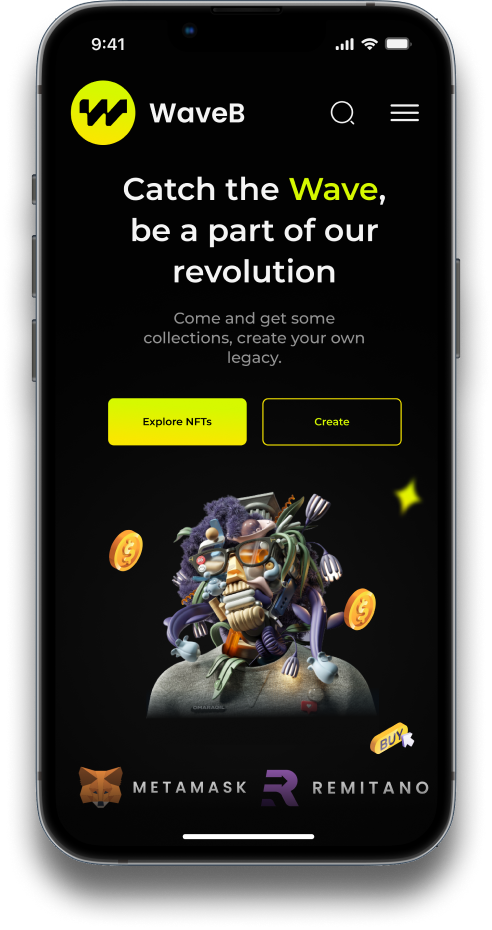 9:41
WaveB
Catch the Wave,
be a part of our
revolution
Come and get some
collections, create your own
legacy.
Explore NFTs
Create
BUY
METAMASK
REMITANO